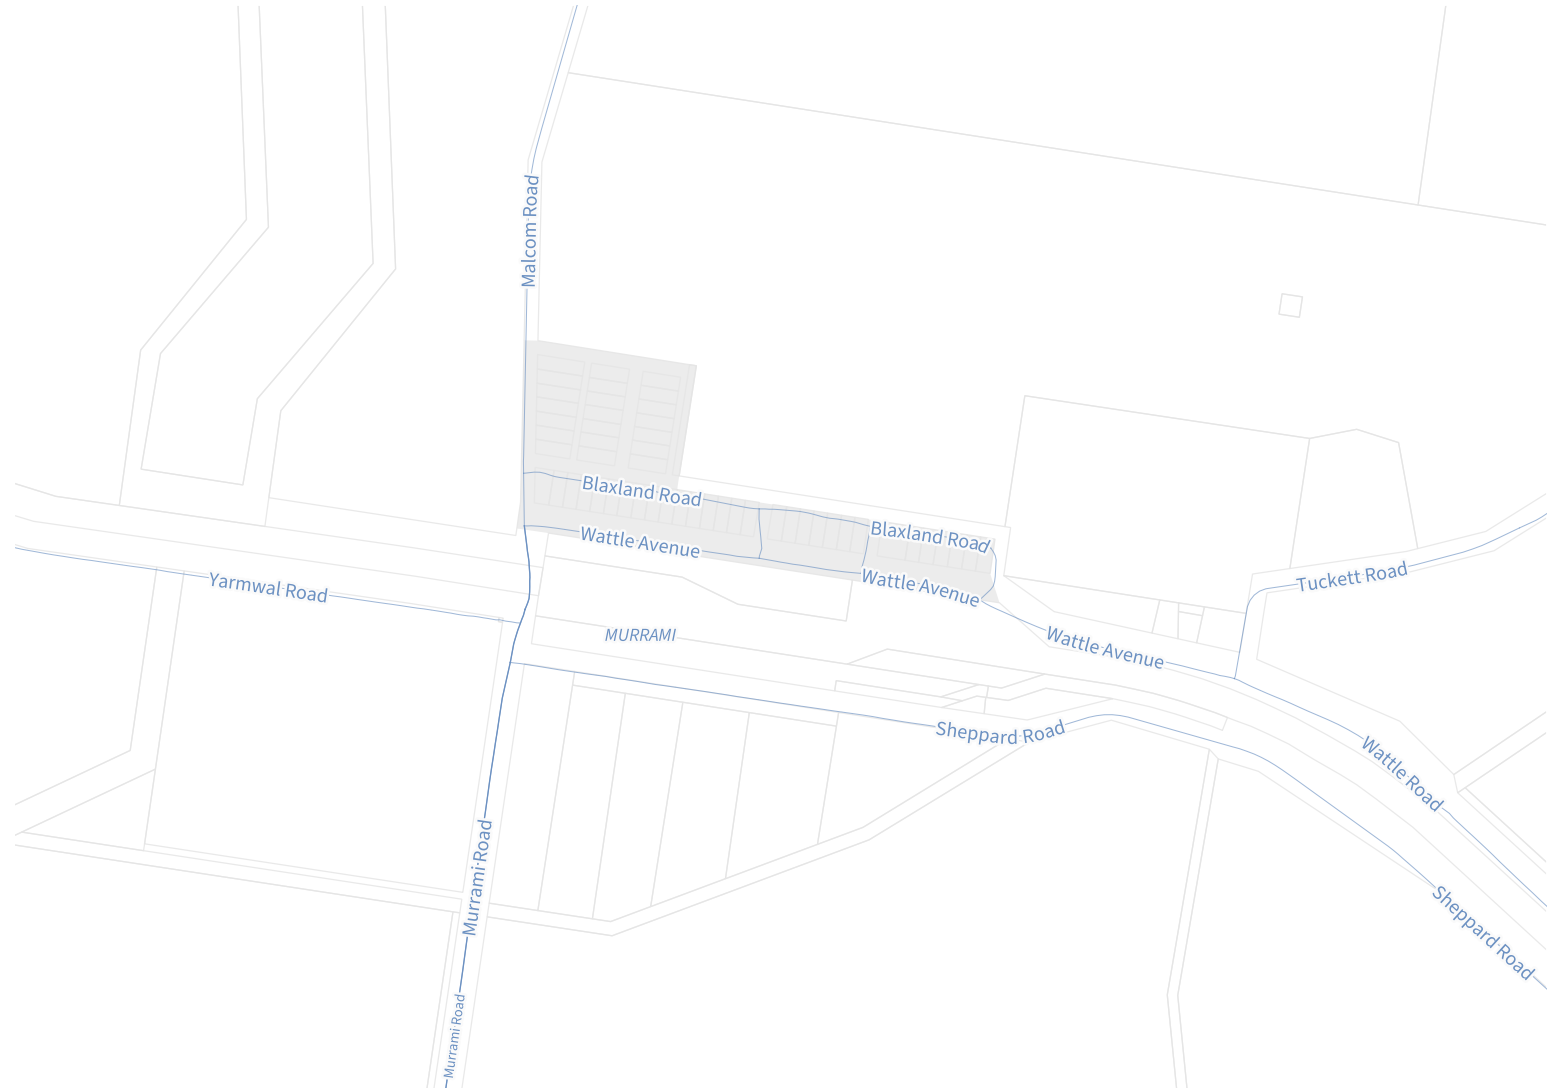 Malcom Road
Blaxland Road
Blaxland Road
Wattle Avenue
Wattle Avenue
Yarmwal Road
Tuckett Road
MURRAMI
Wattle Avenue
Sheppard Road
Wattle Road
Murrami Road
Sheppard Road
Murrami Road